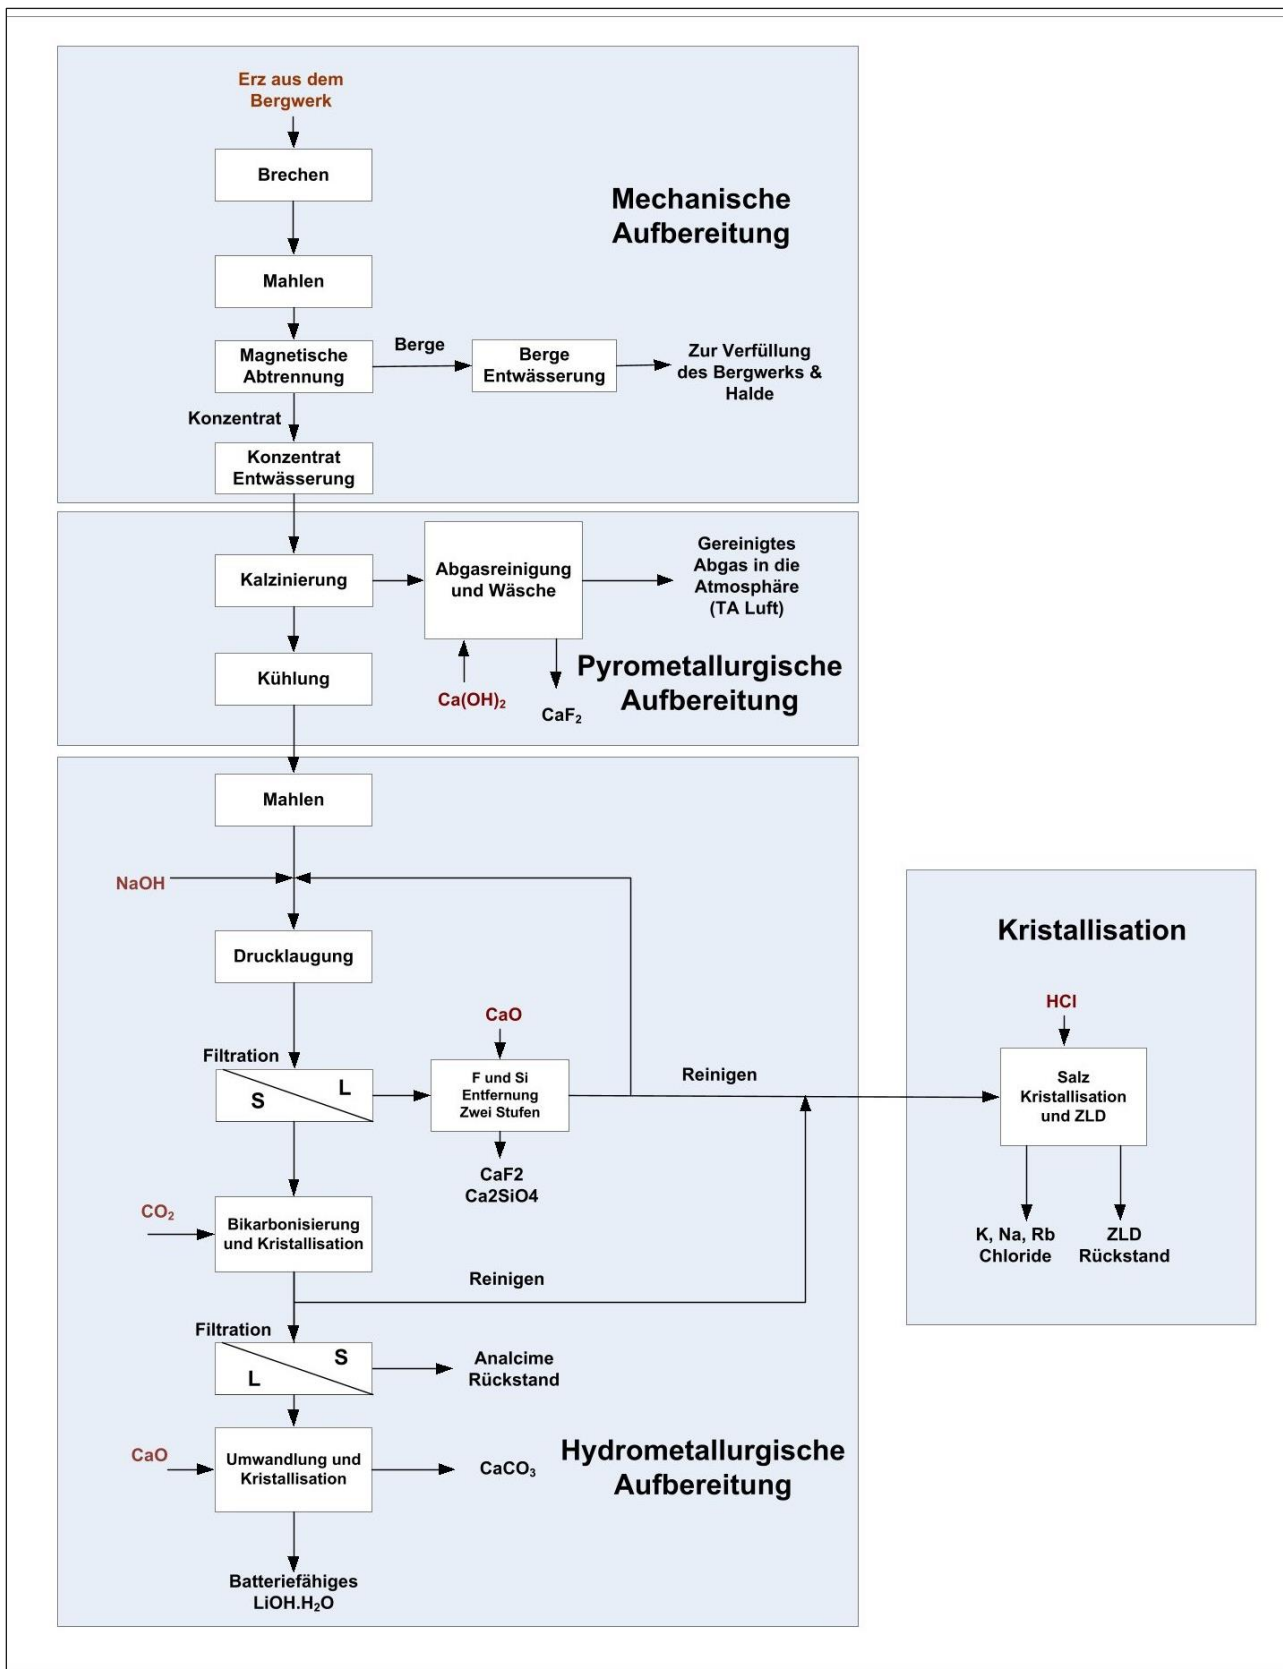 Erz aus dem
Bergwerk
Brechen
Mechanische
Aufbereitung
Mahlen
Magnetische
Abtrennung
Berge
Berge
Entwässerung
Zur Verfüllung
des Bergwerks &
Halde
Konzentrat
Konzentrat
Entwässerung
Kalzinierung
Abgasreinigung
und Wäsche
Gereinigtes
Abgas in die
Atmosphäre
(TA Luft)
Kühlung
Ca(OH)₂
CaF₂
Pyrometallurgische
Aufbereitung
Mahlen
NaOH
Drucklaugung
CaO
Filtration
S
L
F und Si
Entfernung
Zwei Stufen
Reinigen
CaF2
Ca2SiO4
Kristallisation
HCl
Salz
Kristallisation
und ZLD
K, Na, Rb
Chloride
ZLD
Rückstand
CO₂
Bikarbonisierung
und Kristallisation
Reinigen
Filtration
S
L
Analcime
Rückstand
CaO
Umwandlung und
Kristallisation
CaCO₃
Hydrometallurgische
Aufbereitung
Batteriefähiges
LiOH.H₂O